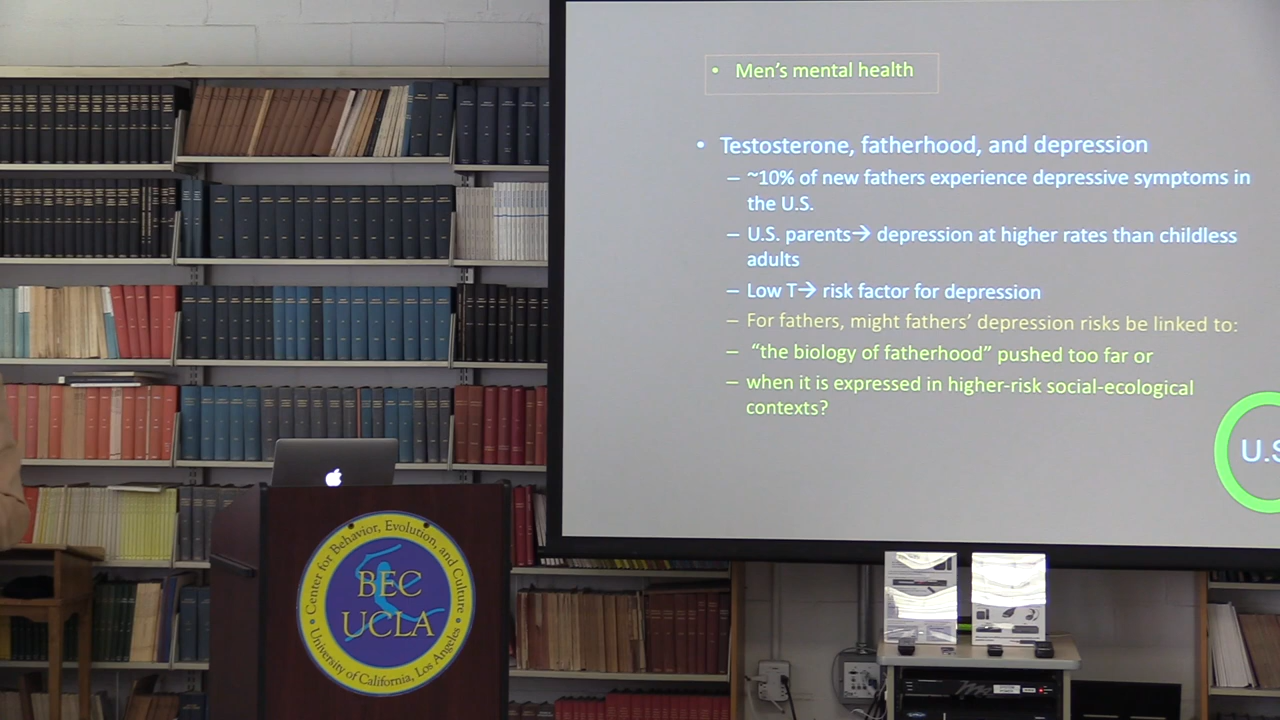 • Men's mental health
• Testosterone, fatherhood, and depression
– ~10% of new fathers experience depressive symptoms in
the U.S.
– U.S. parents→ depression at higher rates than childless
adults
– Low T→ risk factor for depression
– For fathers, might fathers' depression risks be linked to:
– "the biology of fatherhood" pushed too far or
– when it is expressed in higher-risk social-ecological
contexts?
U.S
Center for Behavior, Evolution, and Culture
BEC
UCLA
• University of California, Los Angeles •